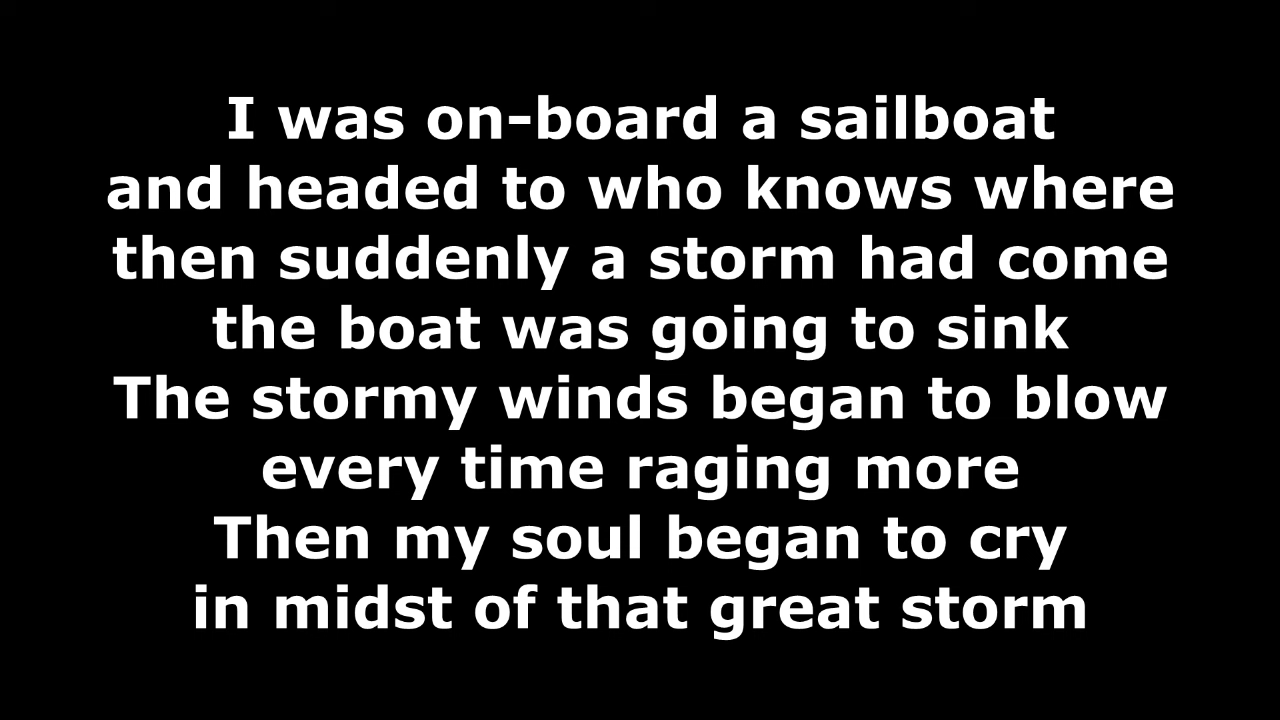 I was on-board a sailboat
and headed to who knows where
then suddenly a storm had come
the boat was going to sink
The stormy winds began to blow
every time raging more
Then my soul began to cry
in midst of that great storm